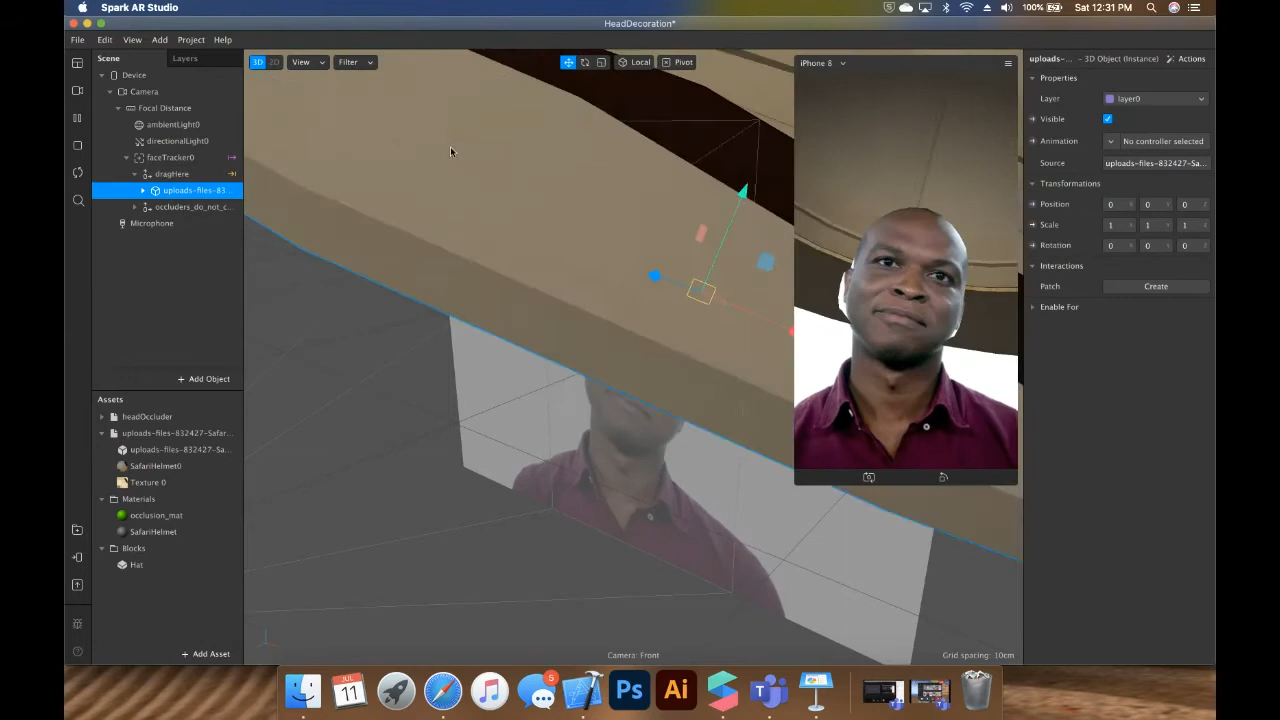 Spark AR Studio
100%
Sat 12:31 PM
HeadDecoration*
File Edit View Add Project Help
Scene
Layers
Device
Camera
Focal Distance
ambientLight0
directionalLight0
faceTracker0
dragHere
uploads-files-83...
occluders_do_not_c...
Microphone
+ Add Object
Assets
headOccluder
uploads-files-832427-Safar...
uploads-files-832427-Sa...
SafariHelmet0
Texture 0
Materials
occlusion_mat
SafariHelmet
Blocks
Hat
+ Add Asset
3D 2D View Filter Local Pivot
iPhone 8
Camera: Front
Grid spacing: 10cm
uploads-... - 3D Object (Instance) Actions
Properties
Layer layer0
Visible
Animation No controller selected
Source uploads-files-832427-Sa...
Transformations
Position 0 X 0 Y 0 Z
Scale 1 X 1 Y 1 Z
Rotation 0 X 0 Y 0 Z
Interactions
Patch Create
Enable For
JUL
11
5
Ps
Ai